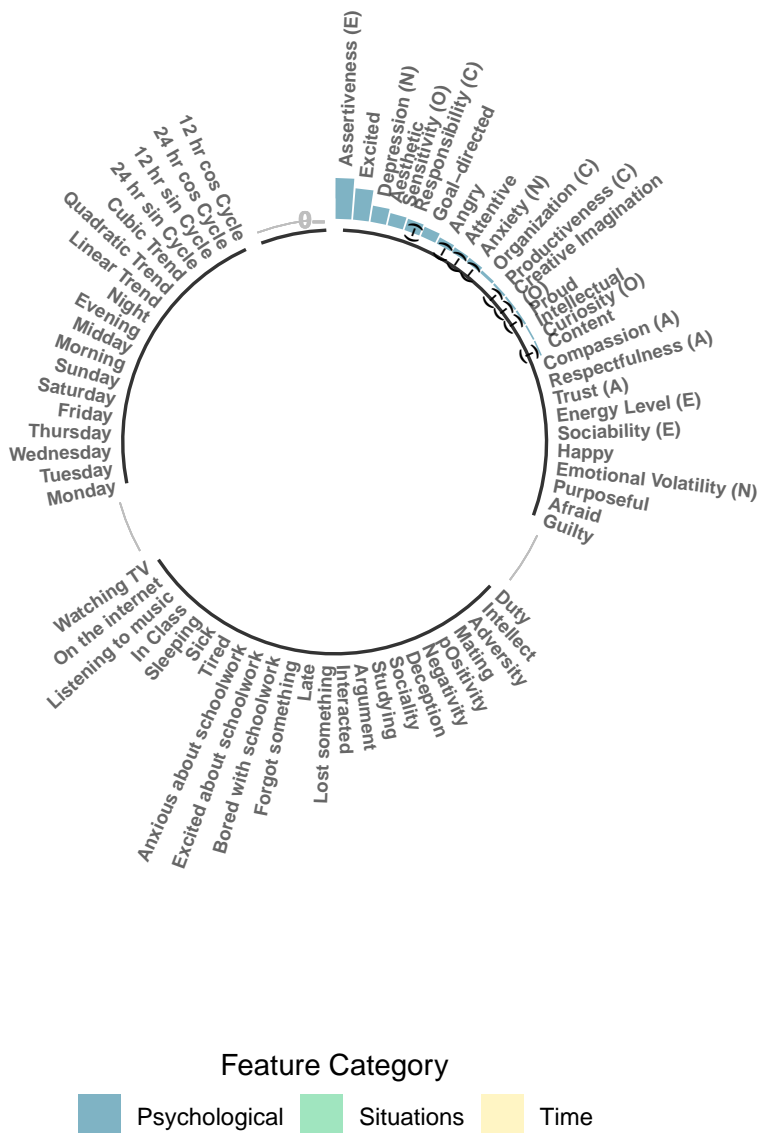 Assertiveness (E)
Excited
Depression (N)
Aesthetic
Sensitivity (O)
Responsibility (C)
Goal−directed
Angry
Attentive
Anxiety (N)
Organization (C)
Productiveness (C)
Creative Imagination
(O)
Proud
Intellectual
Curiosity (O)
Content
Compassion (A)
Respectfulness (A)
Trust (A)
Energy Level (E)
Sociability (E)
Happy
Emotional Volatility (N)
Purposeful
Afraid
Guilty
Duty
Intellect
Adversity
Mating
pOsitivity
Negativity
Deception
Sociality
Studying
Argument
Interacted
Lost something
Late
Forgot something
Bored with schoolwork
Excited about schoolwork
Anxious about schoolwork
Tired
Sick
Sleeping
In Class
Listening to music
On the internet
Watching TV
Monday
Tuesday
Wednesday
Thursday
Friday
Saturday
Sunday
Morning
Midday
Evening
Night
Linear Trend
Quadratic Trend
Cubic Trend
24 hr sin Cycle
12 hr sin Cycle
24 hr cos Cycle
12 hr cos Cycle
0
Feature Category
Psychological
Situations
Time